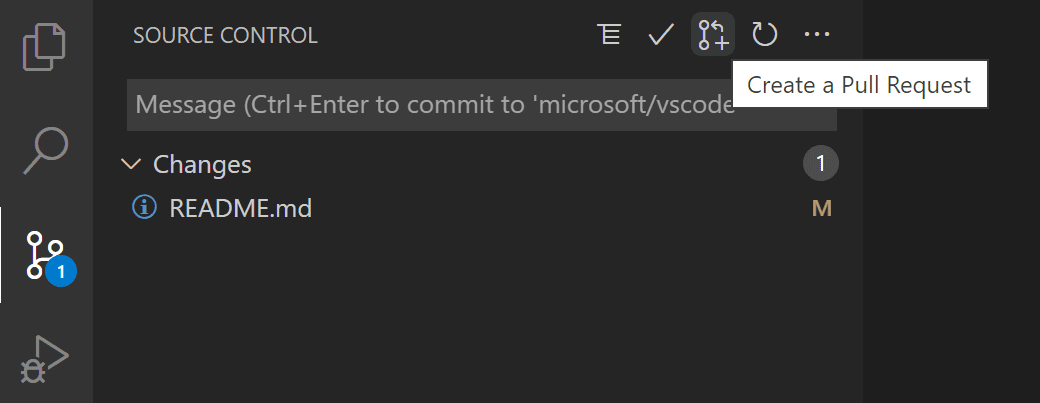 SOURCE CONTROL
Create a Pull Request
Message (Ctrl+Enter to commit to 'microsoft/vscode
Changes
1
README.md
M
1